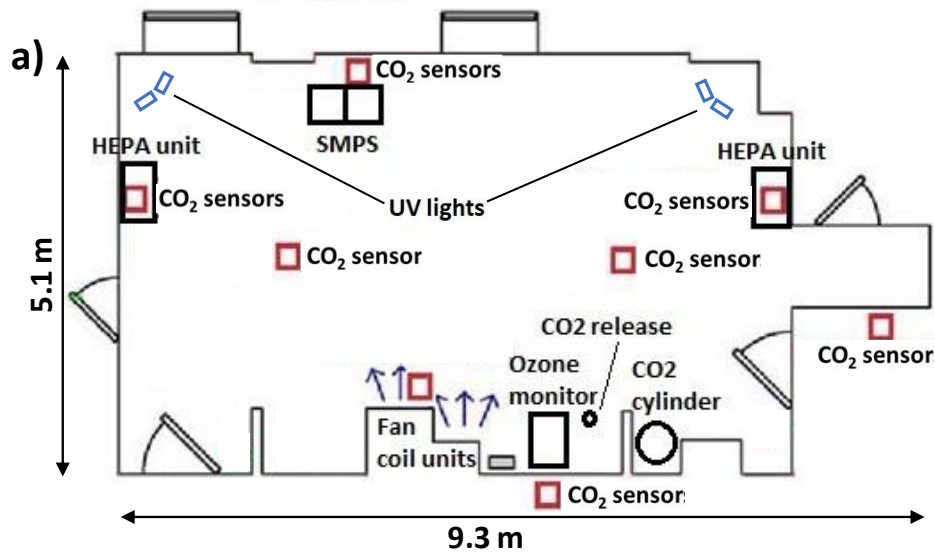 a)
CO₂ sensors
SMPS
HEPA unit
HEPA unit
CO₂ sensors
CO₂ sensors
UV lights
CO₂ sensor
CO₂ sensor
5.1 m
CO2 release
Ozone
monitor
CO2
cylinder
CO₂ sensor
Fan
coil units
CO₂ sensors
9.3 m